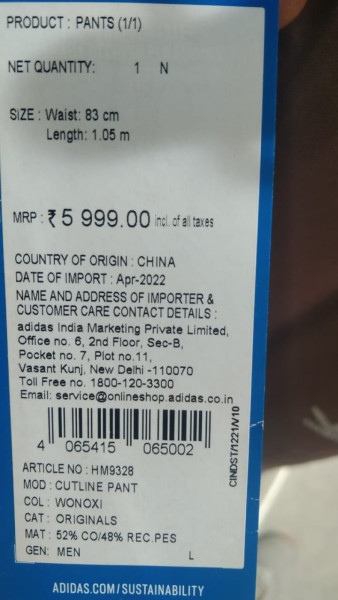 PRODUCT : PANTS (1/1)
NET QUANTITY: 1 N
SIZE : Waist: 83 cm
Length: 1.05 m
MRP : ₹ 5 999.00 incl. of all taxes
COUNTRY OF ORIGIN : CHINA
DATE OF IMPORT : Apr-2022
NAME AND ADDRESS OF IMPORTER &
CUSTOMER CARE CONTACT DETAILS :
adidas India Marketing Private Limited,
Office no. 6, 2nd Floor, Sec-B,
Pocket no. 7, Plot no.11,
Vasant Kunj, New Delhi -110070
Toll Free no. 1800-120-3300
Email: service@onlineshop.adidas.co.in
4 065415 065002
CINDST/1221/V10
ARTICLE NO : HM9328
MOD : CUTLINE PANT
COL : WONOXI
CAT : ORIGINALS
MAT : 52% CO/48% REC.PES
GEN: MEN L
ADIDAS.COM/SUSTAINABILITY